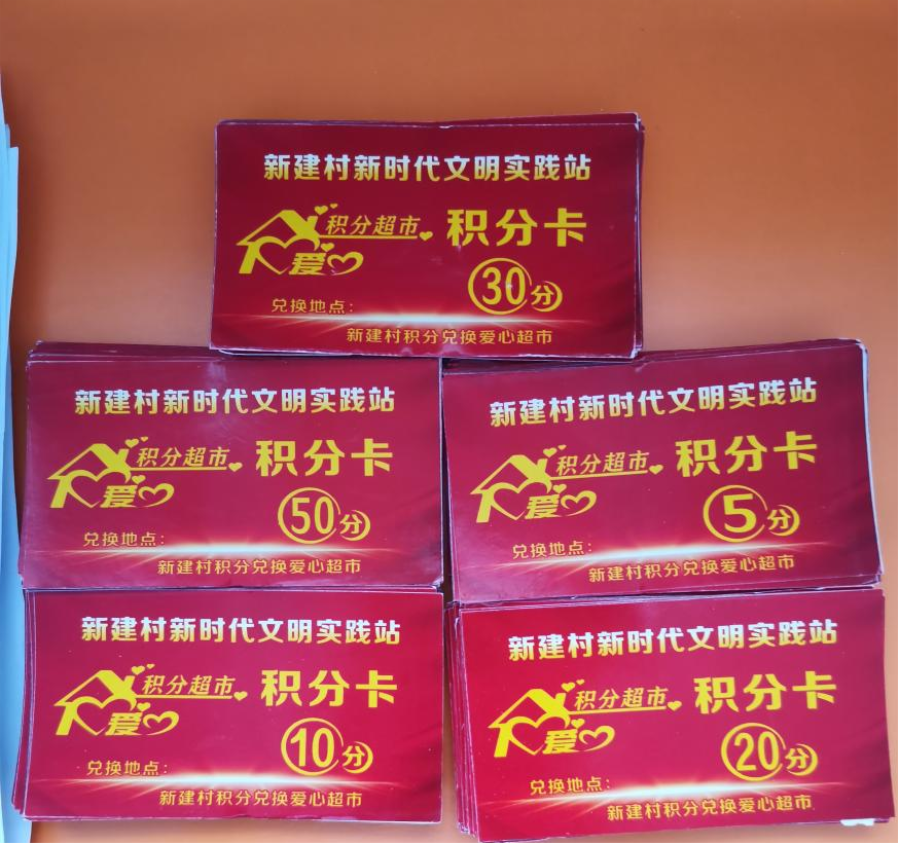 新建村新时代文明实践站
积分超市
积分卡
爱心
30分
兑换地点：
新建村积分兑换爱心超市
新建村新时代文明实践站
积分超市
积分卡
爱心
50分
兑换地点：
新建村积分兑换爱心超市
新建村新时代文明实践站
积分超市
积分卡
爱心
5分
兑换地点：
新建村积分兑换爱心超市
新建村新时代文明实践站
积分超市
积分卡
爱心
10分
兑换地点：
新建村积分兑换爱心超市
新建村新时代文明实践站
积分超市
积分卡
爱心
20分
兑换地点：
新建村积分兑换爱心超市